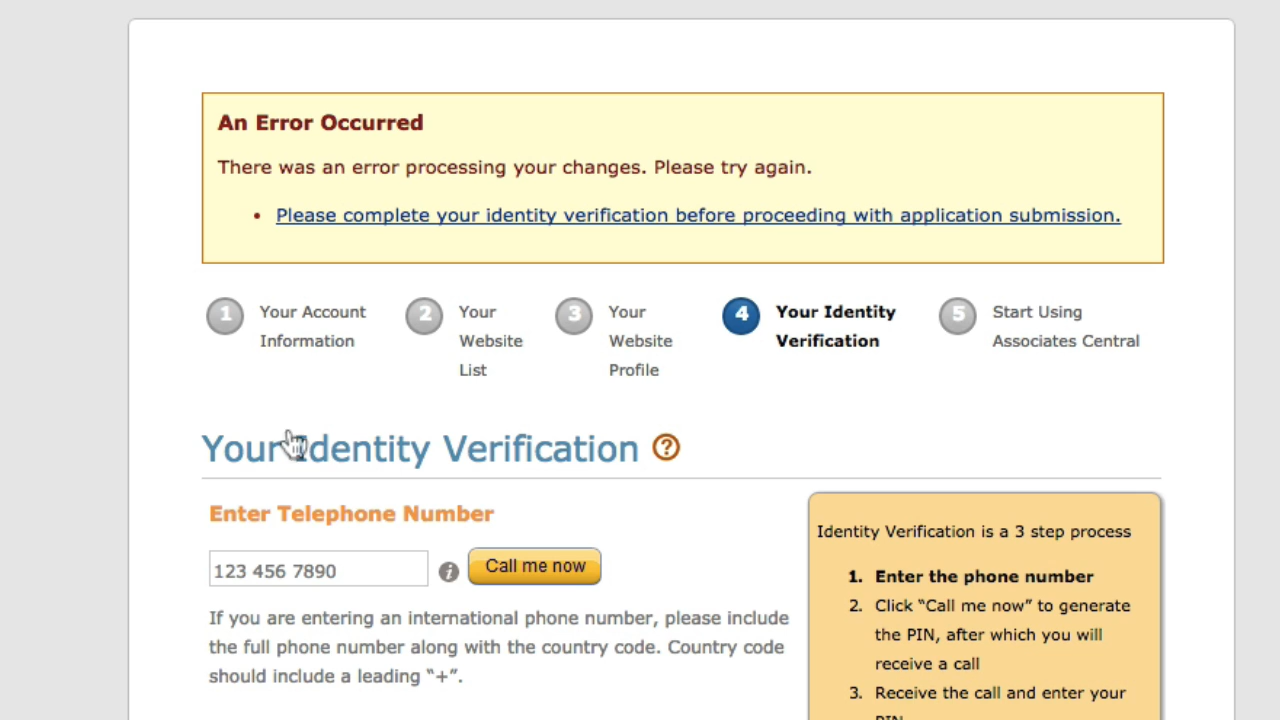 An Error Occurred
There was an error processing your changes. Please try again.
• Please complete your identity verification before proceeding with application submission.
1 Your Account
Information
2 Your
Website
List
3 Your
Website
Profile
4 Your Identity
Verification
5 Start Using
Associates Central
Your Identity Verification ?
Enter Telephone Number
123 456 7890 i Call me now
If you are entering an international phone number, please include
the full phone number along with the country code. Country code
should include a leading “+”.
Identity Verification is a 3 step process
1. Enter the phone number
2. Click “Call me now” to generate
the PIN, after which you will
receive a call
3. Receive the call and enter your
PIN